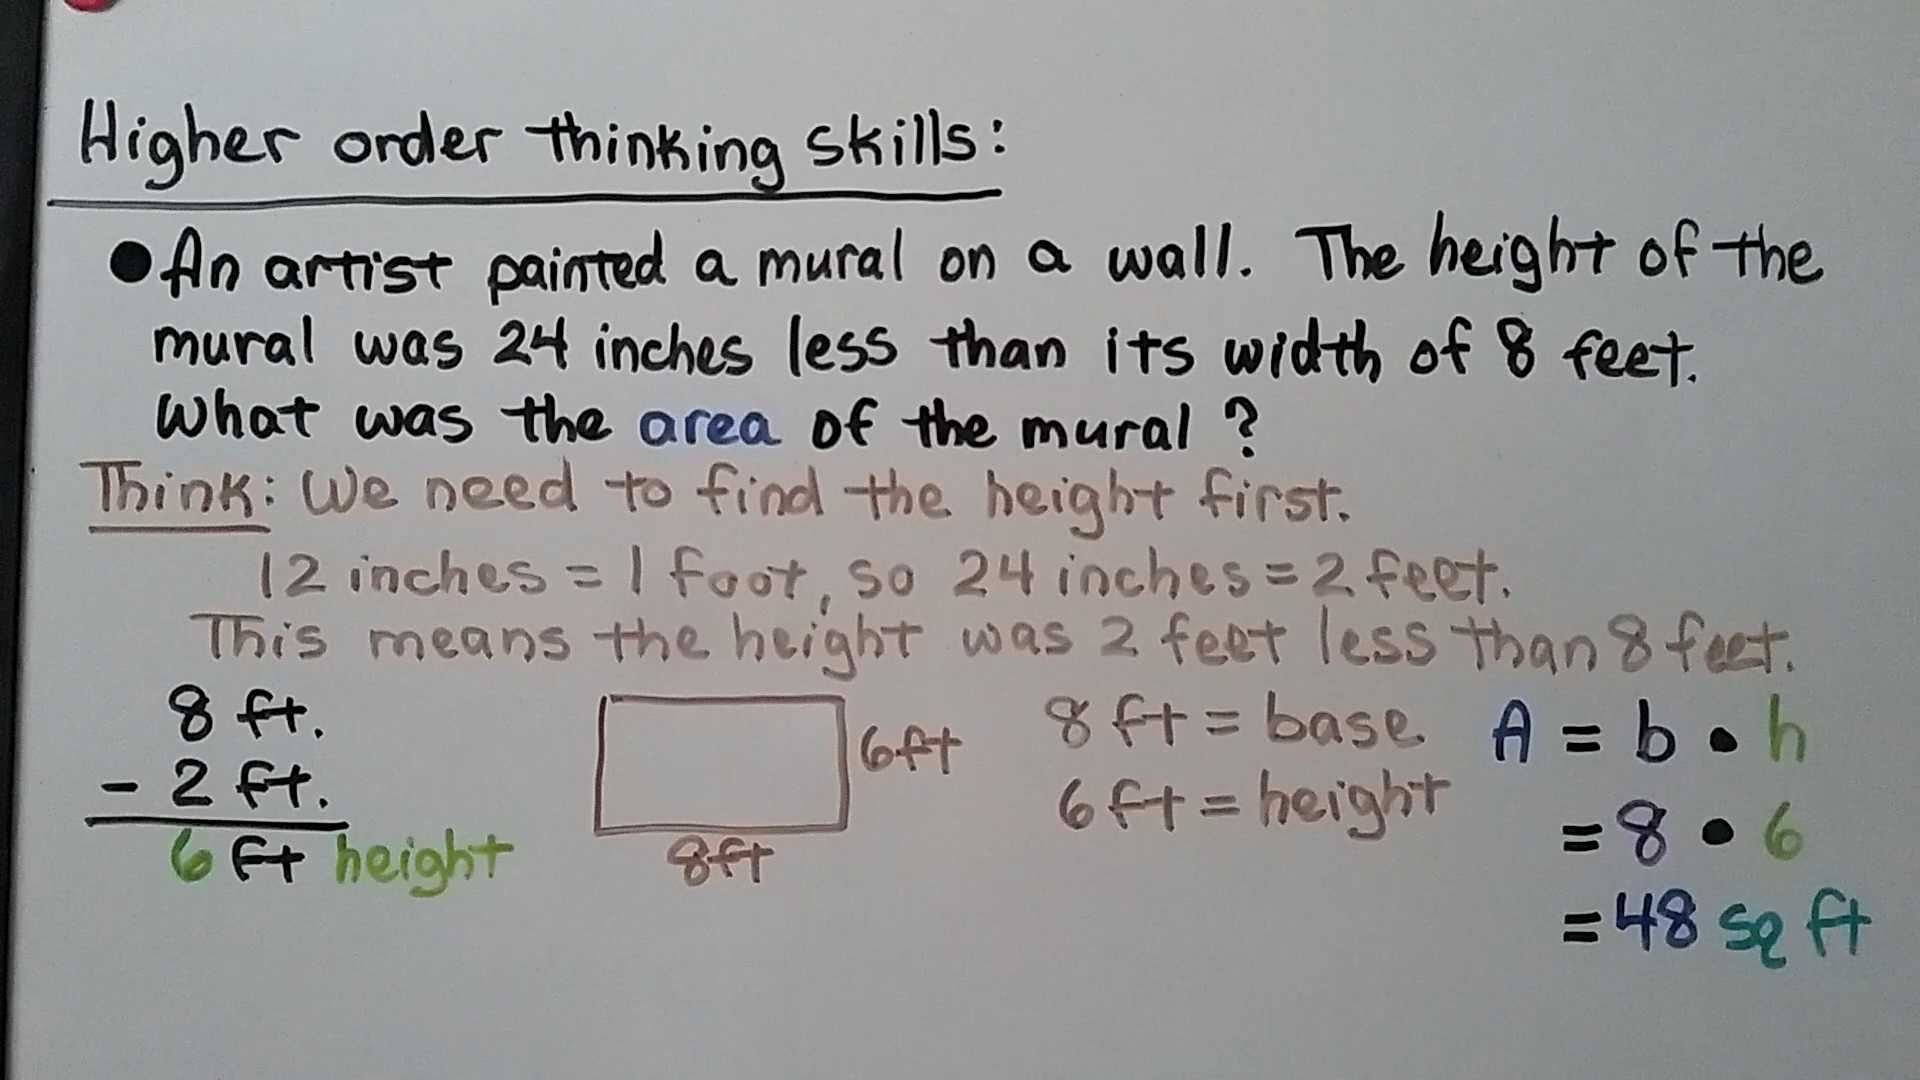 Higher order thinking skills:
●An artist painted a mural on a wall. The height of the
mural was 24 inches less than its width of 8 feet.
What was the area of the mural?
Think: We need to find the height first.
12 inches = 1 foot, so 24 inches = 2 feet.
This means the height was 2 feet less than 8 feet.
8 ft.
- 2 ft.
6 ft height
6ft
8ft
8 ft = base
6 ft = height
A = b • h
= 8 • 6
= 48 sq ft